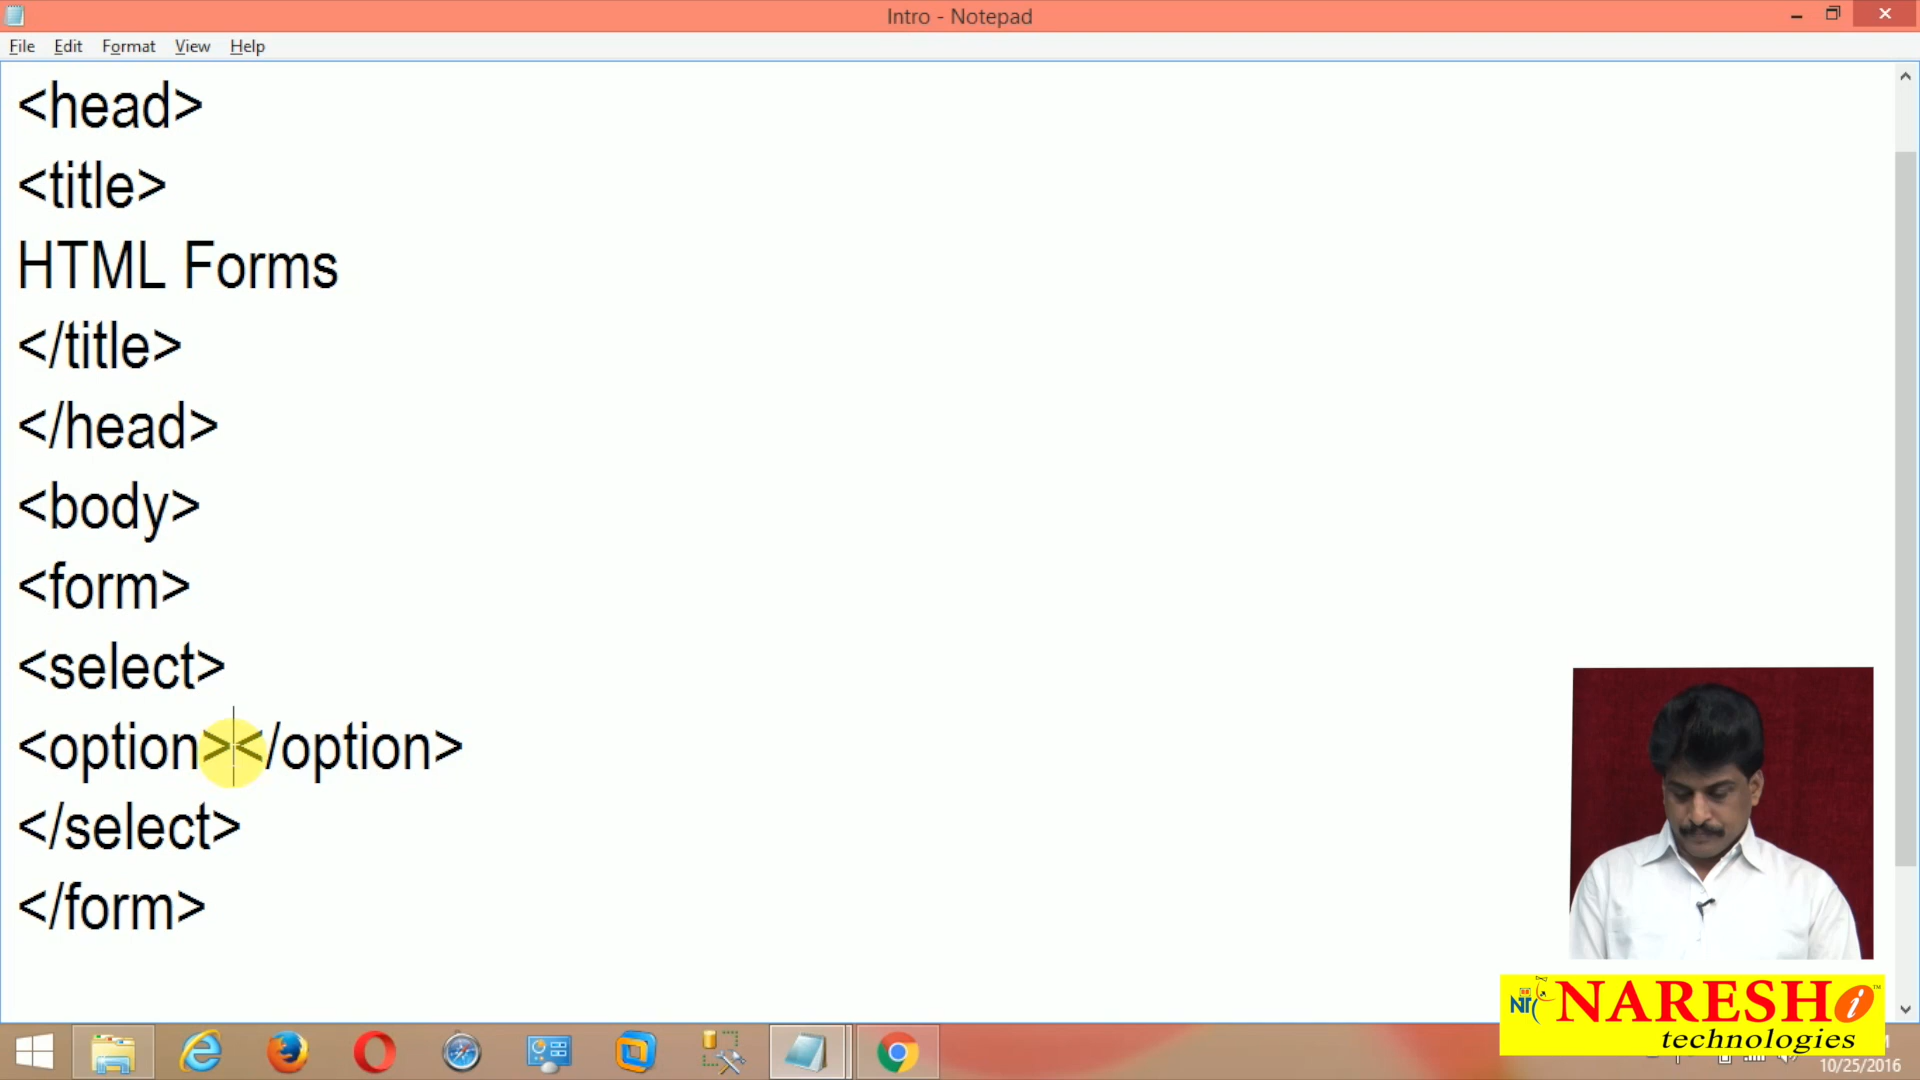 Intro - Notepad
File Edit Format View Help
<head>
<title>
HTML Forms
</title>
</head>
<body>
<form>
<select>
<option></option>
</select>
</form>
NARESH i ™
technologies
10/25/2016